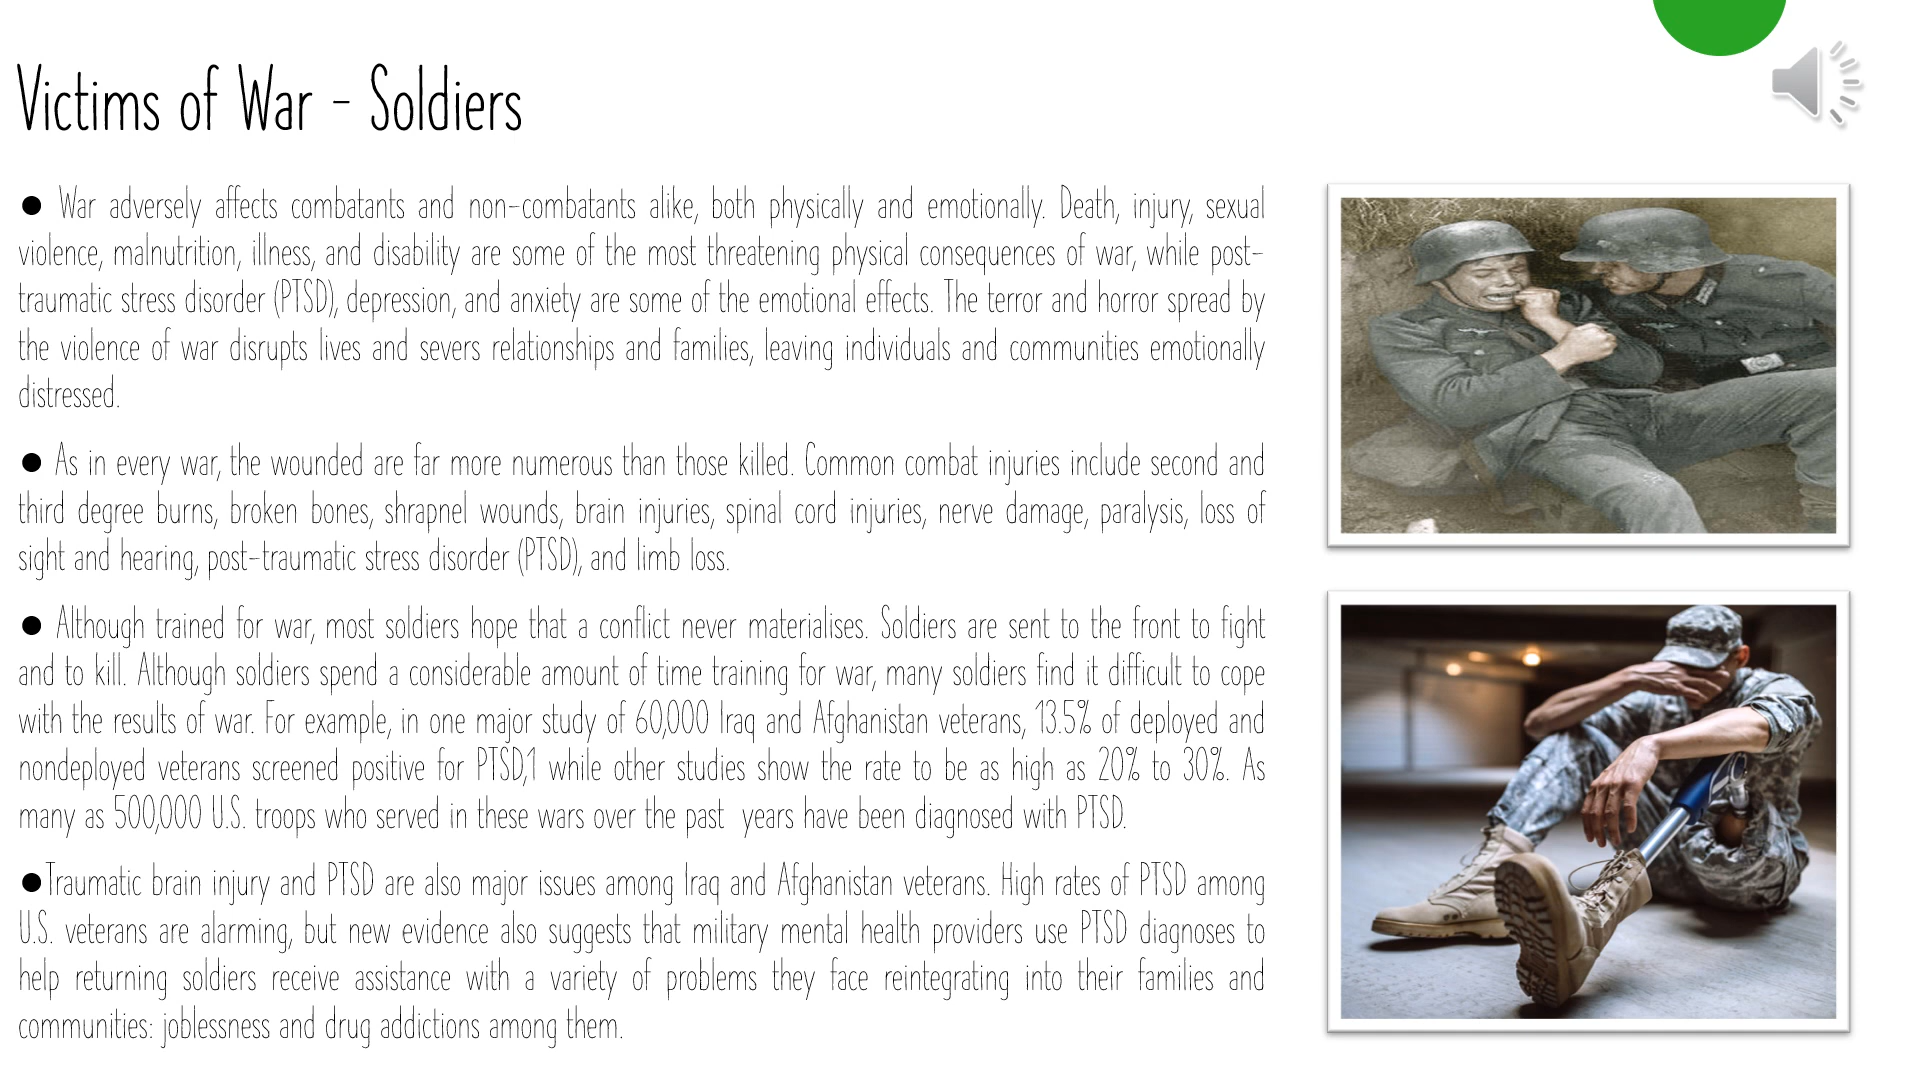 Victims of War - Soldiers
● War adversely affects combatants and non-combatants alike, both physically and emotionally. Death, injury, sexual
violence, malnutrition, illness, and disability are some of the most threatening physical consequences of war, while post-
traumatic stress disorder (PTSD), depression, and anxiety are some of the emotional effects. The terror and horror spread by
the violence of war disrupts lives and severs relationships and families, leaving individuals and communities emotionally
distressed.
● As in every war, the wounded are far more numerous than those killed. Common combat injuries include second and
third degree burns, broken bones, shrapnel wounds, brain injuries, spinal cord injuries, nerve damage, paralysis, loss of
sight and hearing, post-traumatic stress disorder (PTSD), and limb loss.
● Although trained for war, most soldiers hope that a conflict never materialises. Soldiers are sent to the front to fight
and to kill. Although soldiers spend a considerable amount of time training for war, many soldiers find it difficult to cope
with the results of war. For example, in one major study of 60,000 Iraq and Afghanistan veterans, 13.5% of deployed and
nondeployed veterans screened positive for PTSD,1 while other studies show the rate to be as high as 20% to 30%. As
many as 500,000 U.S. troops who served in these wars over the past years have been diagnosed with PTSD.
●Traumatic brain injury and PTSD are also major issues among Iraq and Afghanistan veterans. High rates of PTSD among
U.S. veterans are alarming, but new evidence also suggests that military mental health providers use PTSD diagnoses to
help returning soldiers receive assistance with a variety of problems they face reintegrating into their families and
communities: joblessness and drug addictions among them.